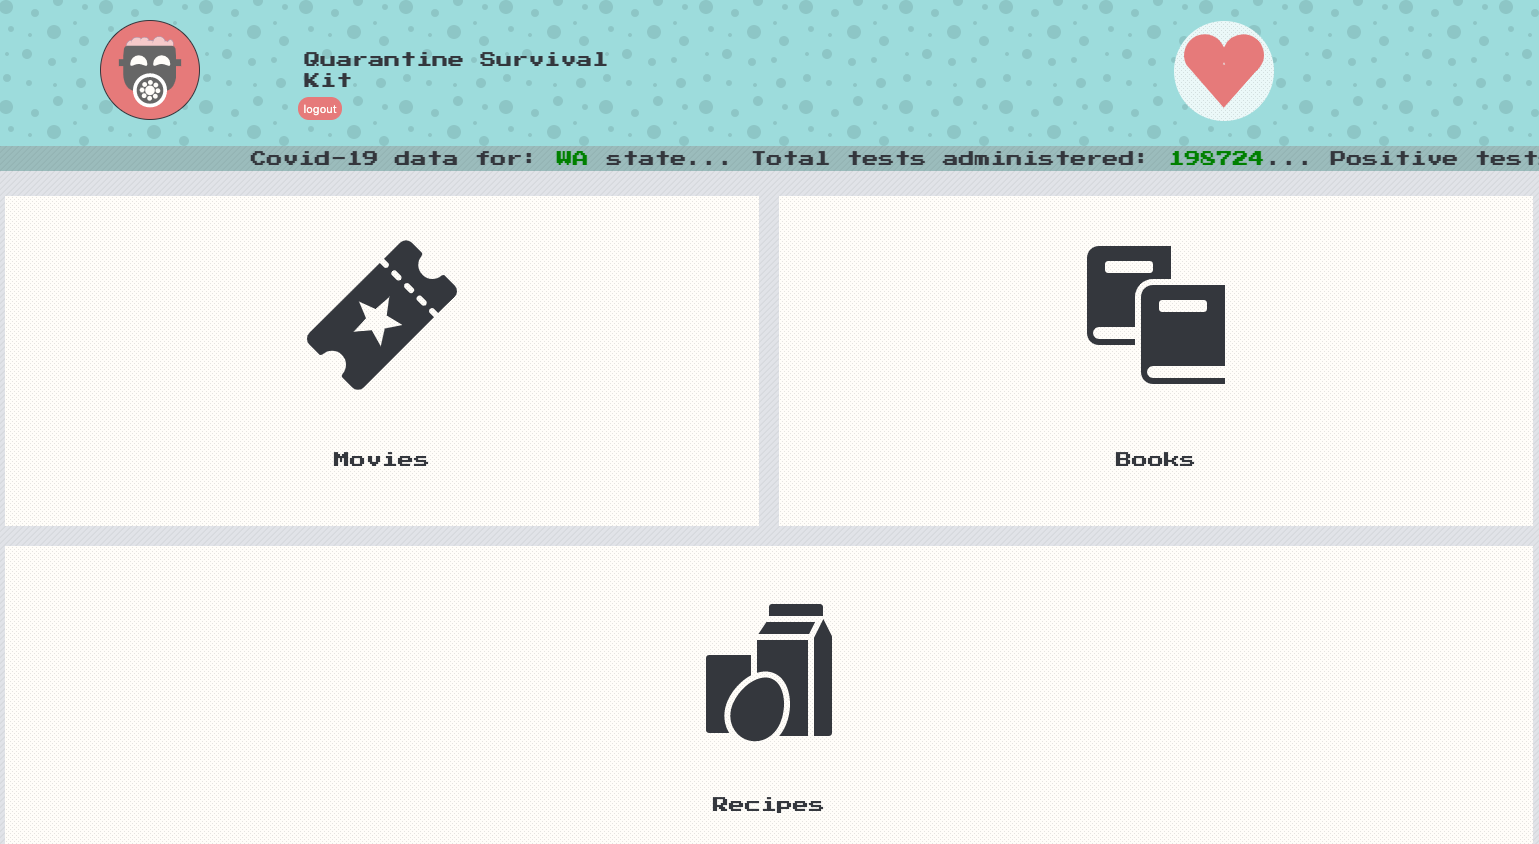 Quarantine Survival
Kit
logout
Covid-19 data for: WA state... Total tests administered: 198724... Positive test
Movies
Books
Recipes